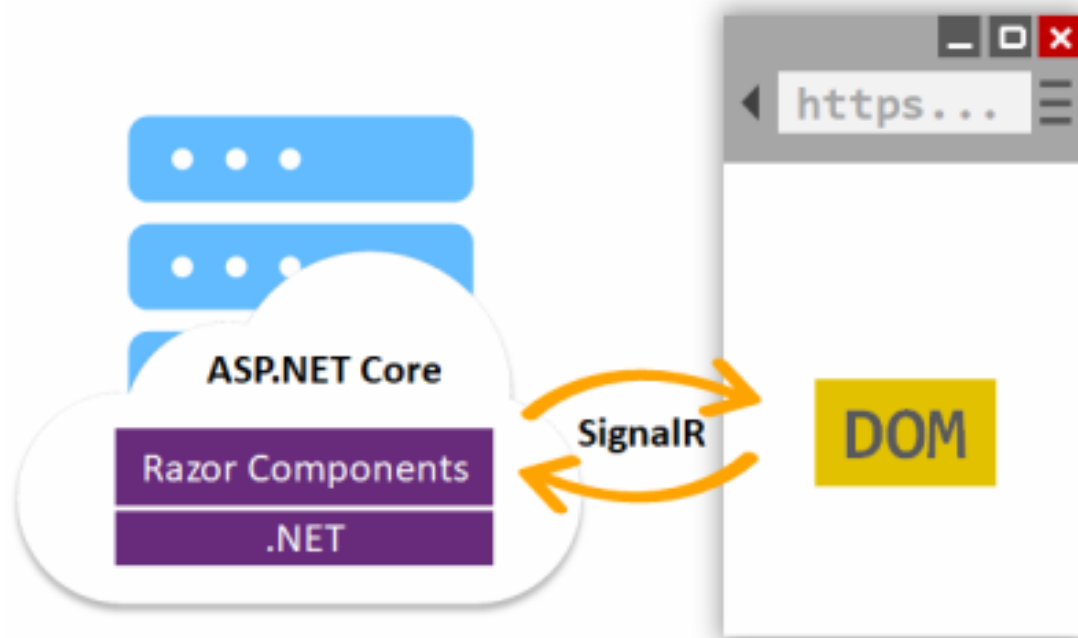 https...
ASP.NET Core
SignalR
DOM
Razor Components
.NET